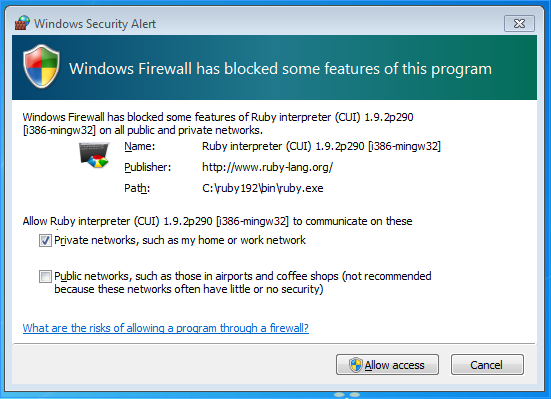 Windows Security Alert
Windows Firewall has blocked some features of this program
Windows Firewall has blocked some features of Ruby interpreter (CUI) 1.9.2p290
[i386-mingw32] on all public and private networks.
Name: Ruby interpreter (CUI) 1.9.2p290 [i386-mingw32]
Publisher: http://www.ruby-lang.org/
Path: C:\ruby192\bin\ruby.exe
Allow Ruby interpreter (CUI) 1.9.2p290 [i386-mingw32] to communicate on these
Private networks, such as my home or work network
Public networks, such as those in airports and coffee shops (not recommended
because these networks often have little or no security)
What are the risks of allowing a program through a firewall?
Allow access Cancel